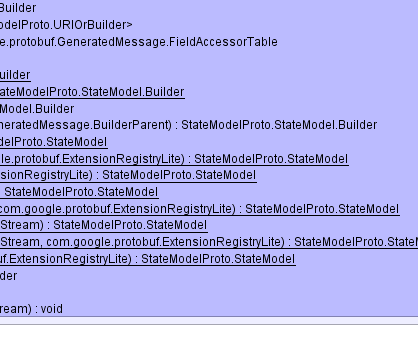 Builder
odelProto.URIOrBuilder>
e.protobuf.GeneratedMessage.FieldAccessorTable
uilder
ateModelProto.StateModel.Builder
Model.Builder
neratedMessage.BuilderParent) : StateModelProto.StateModel.Builder
delProto.StateModel
le.protobuf.ExtensionRegistryLite) : StateModelProto.StateModel
sionRegistryLite) : StateModelProto.StateModel
: StateModelProto.StateModel
com.google.protobuf.ExtensionRegistryLite) : StateModelProto.StateModel
Stream) : StateModelProto.StateModel
Stream, com.google.protobuf.ExtensionRegistryLite) : StateModelProto.StateM
uf.ExtensionRegistryLite) : StateModelProto.StateModel
der
ream) : void